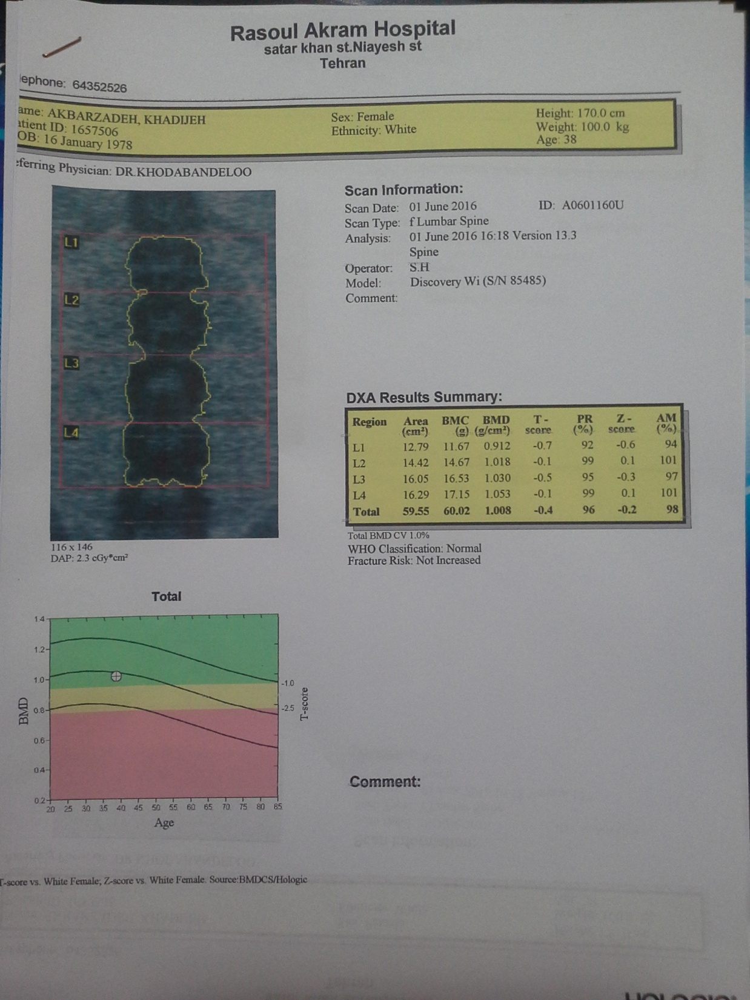 Rasoul Akram Hospital
satar khan st.Niayesh st
Tehran
lephone: 64352526
ame: AKBARZADEH, KHADIJEH
atient ID: 1657506
OB: 16 January 1978
Sex: Female
Ethnicity: White
Height: 170.0 cm
Weight: 100.0 kg
Age: 38
ferring Physician: DR.KHODABANDELOO
L1
L2
L3
L4
116 x 146
DAP: 2.3 cGy*cm²
Scan Information:
Scan Date: 01 June 2016 ID: A0601160U
Scan Type: f Lumbar Spine
Analysis: 01 June 2016 16:18 Version 13.3
Spine
Operator: S.H
Model: Discovery Wi (S/N 85485)
Comment:
DXA Results Summary:
Region Area BMC BMD T - PR Z - AM
(cm²) (g) (g/cm²) score (%) score (%)
L1 12.79 11.67 0.912 -0.7 92 -0.6 94
L2 14.42 14.67 1.018 -0.1 99 0.1 101
L3 16.05 16.53 1.030 -0.5 95 -0.3 97
L4 16.29 17.15 1.053 -0.1 99 0.1 101
Total 59.55 60.02 1.008 -0.4 96 -0.2 98
Total BMD CV 1.0%
WHO Classification: Normal
Fracture Risk: Not Increased
Total
1.4
1.2
1.0
0.8
0.6
0.4
0.2
BMD
-1.0
-2.5
T-score
20 25 30 35 40 45 50 55 60 65 70 75 80 85
Age
Comment:
T-score vs. White Female; Z-score vs. White Female. Source:BMDCS/Hologic